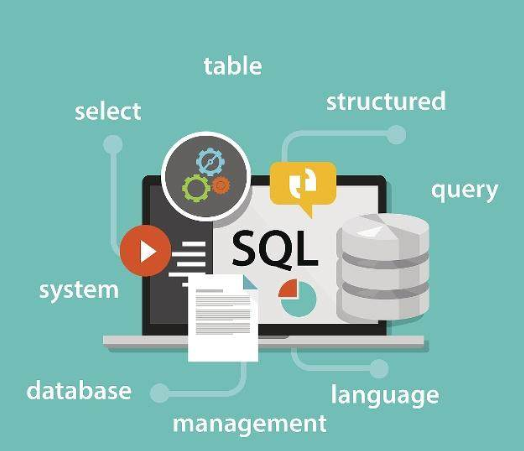 table
select
structured
query
SQL
system
database
language
management